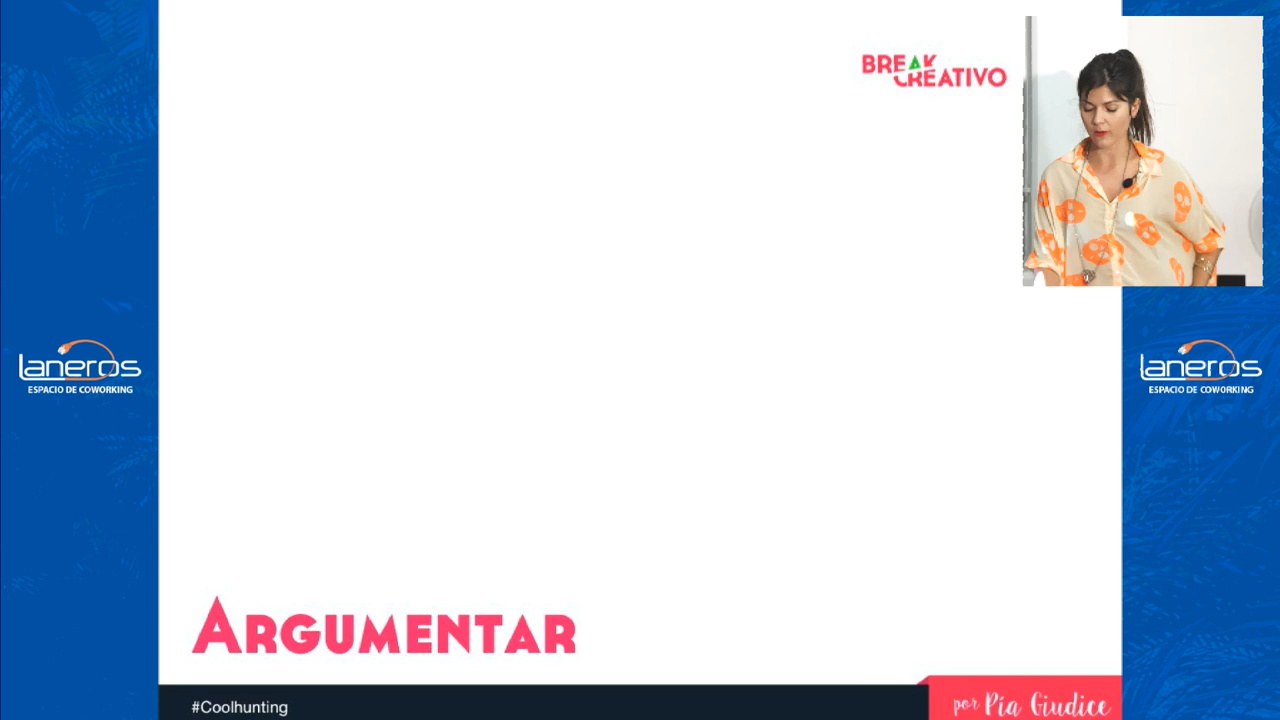 BREAK
CREATIVO
laneros
ESPACIO DE COWORKING
laneros
ESPACIO DE COWORKING
ARGUMENTAR
#Coolhunting
por Pía Giudice